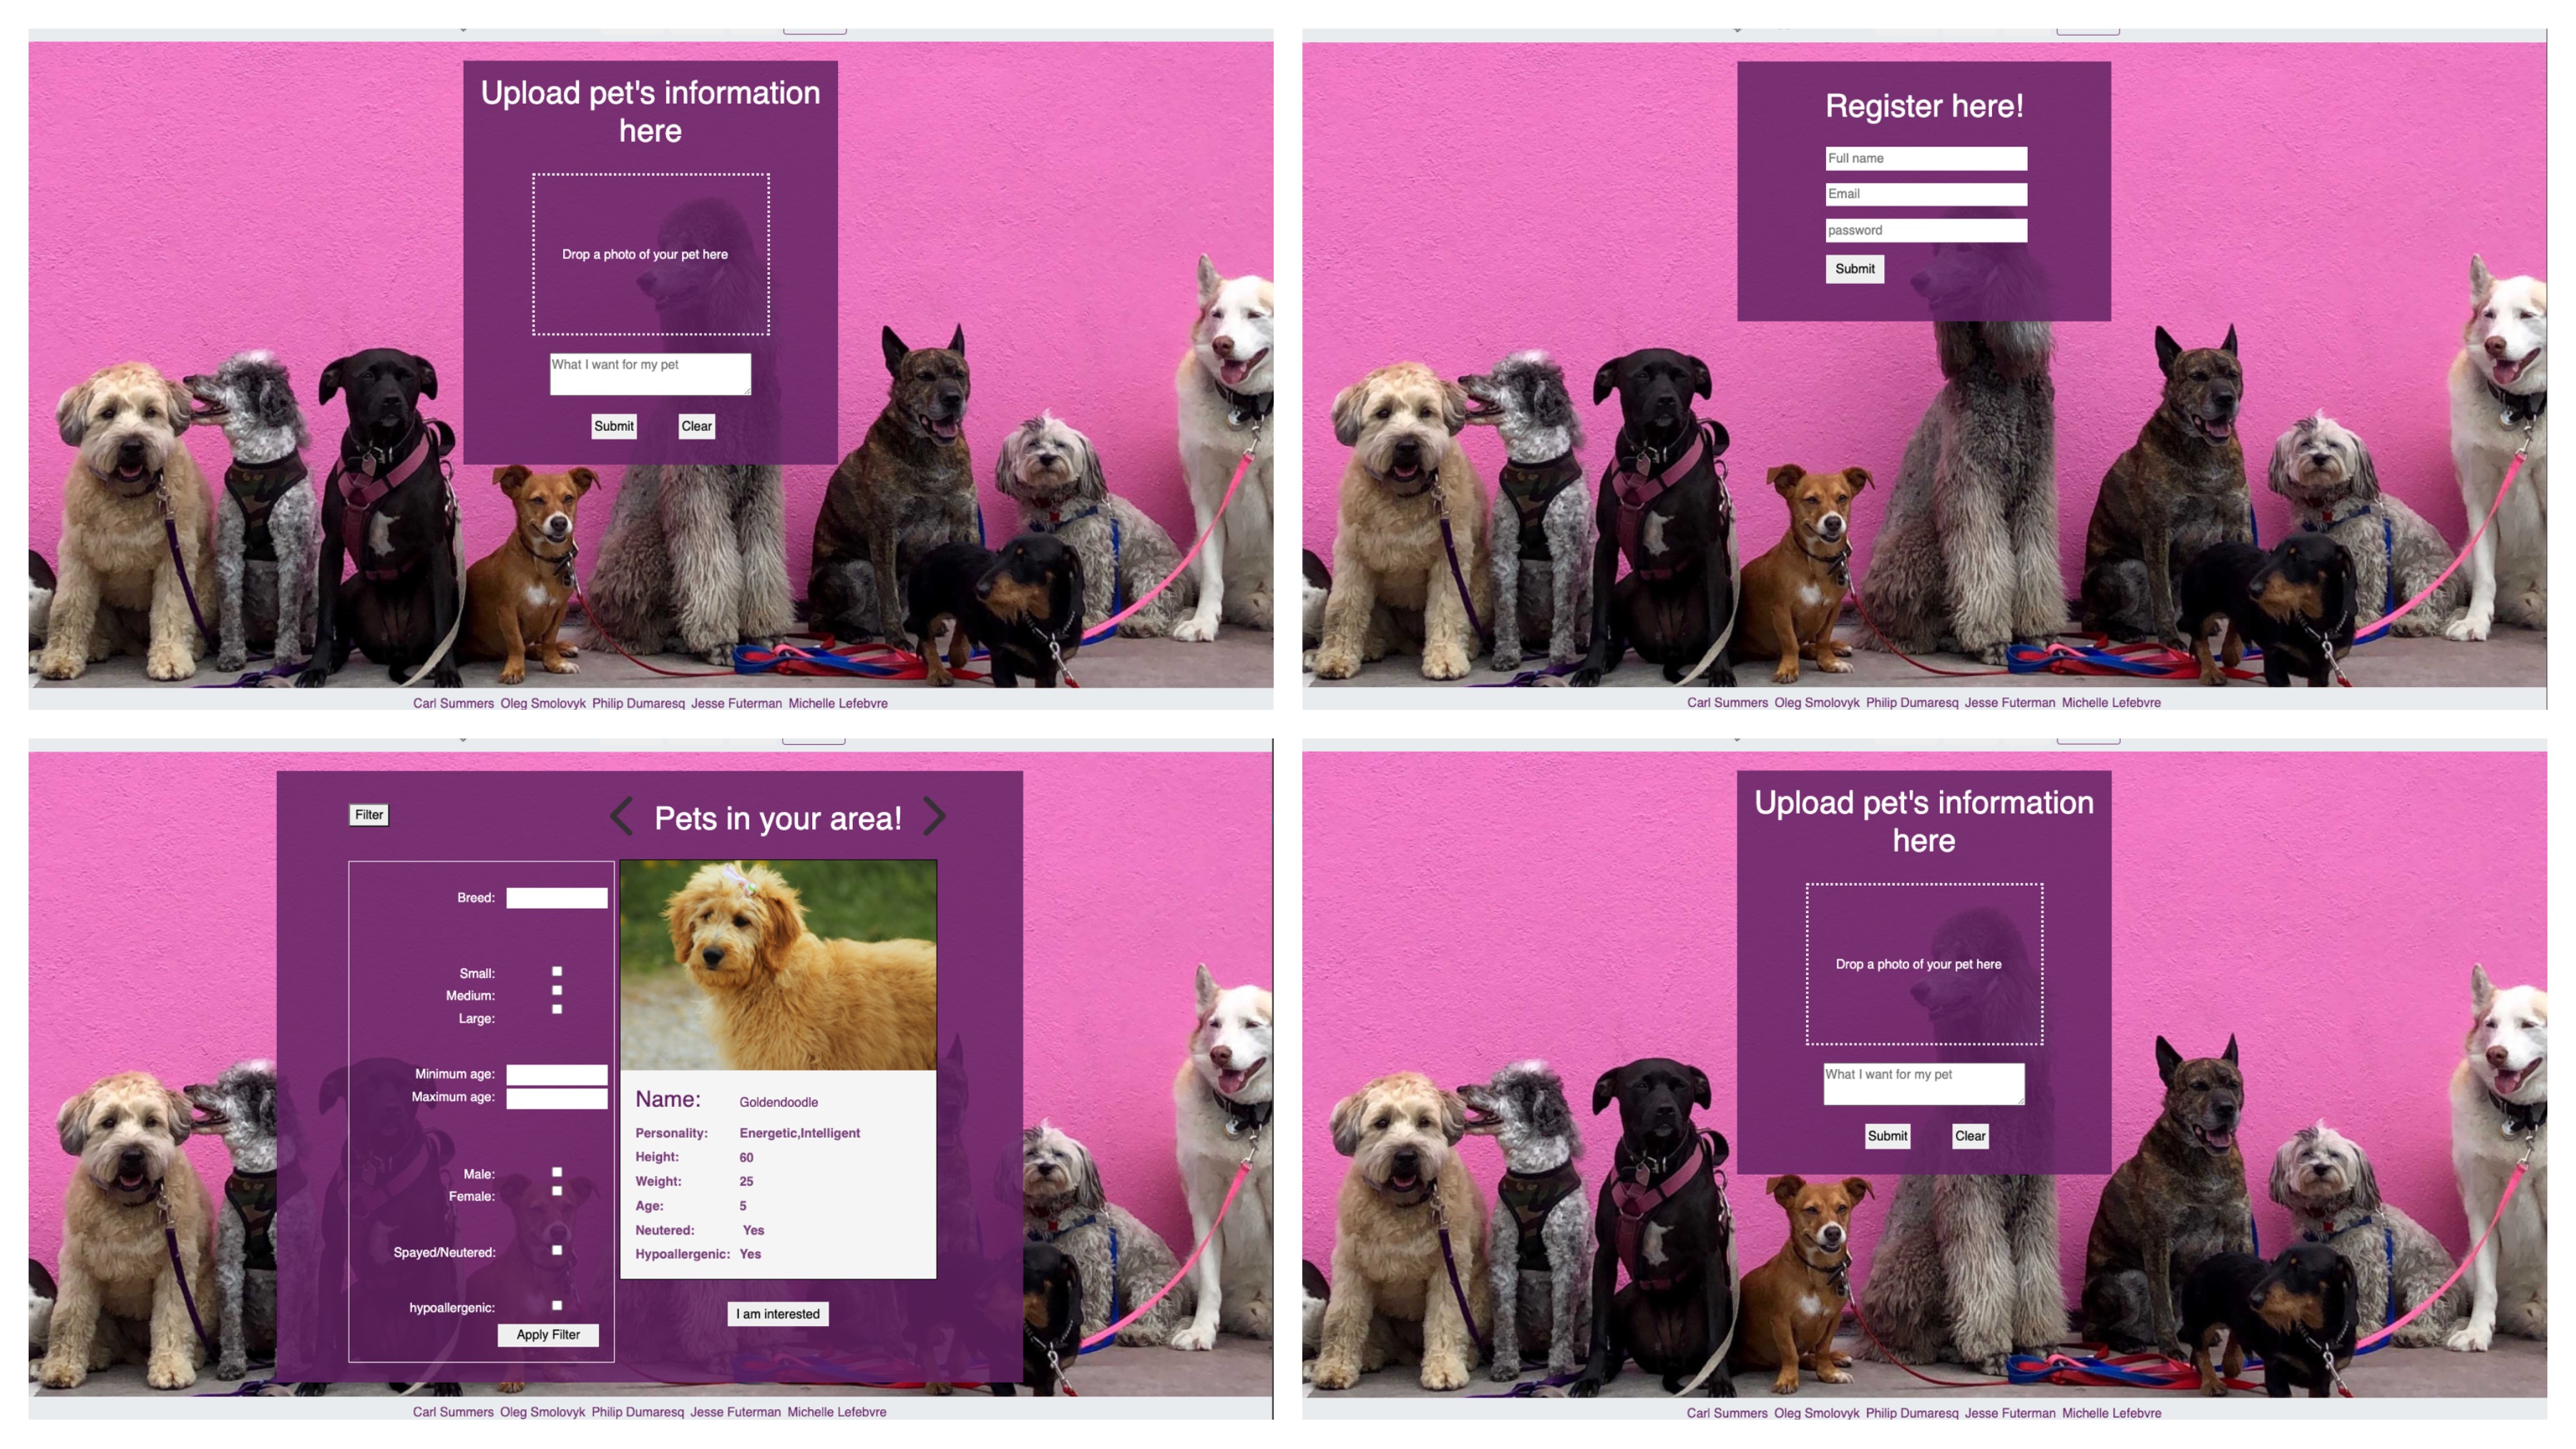 Upload pet's information
here
Drop a photo of your pet here
What I want for my pet
Submit Clear
Carl Summers Oleg Smolovyk Philip Dumaresq Jesse Futerman Michelle Lefebvre
Register here!
Full name
Email
password
Submit
Carl Summers Oleg Smolovyk Philip Dumaresq Jesse Futerman Michelle Lefebvre
Filter
Pets in your area!
Breed:
Small:
Medium:
Large:
Minimum age:
Maximum age:
Male:
Female:
Spayed/Neutered:
hypoallergenic:
Apply Filter
Name: Goldendoodle
Personality: Energetic,Intelligent
Height: 60
Weight: 25
Age: 5
Neutered: Yes
Hypoallergenic: Yes
I am interested
Carl Summers Oleg Smolovyk Philip Dumaresq Jesse Futerman Michelle Lefebvre
Upload pet's information
here
Drop a photo of your pet here
What I want for my pet
Submit Clear
Carl Summers Oleg Smolovyk Philip Dumaresq Jesse Futerman Michelle Lefebvre